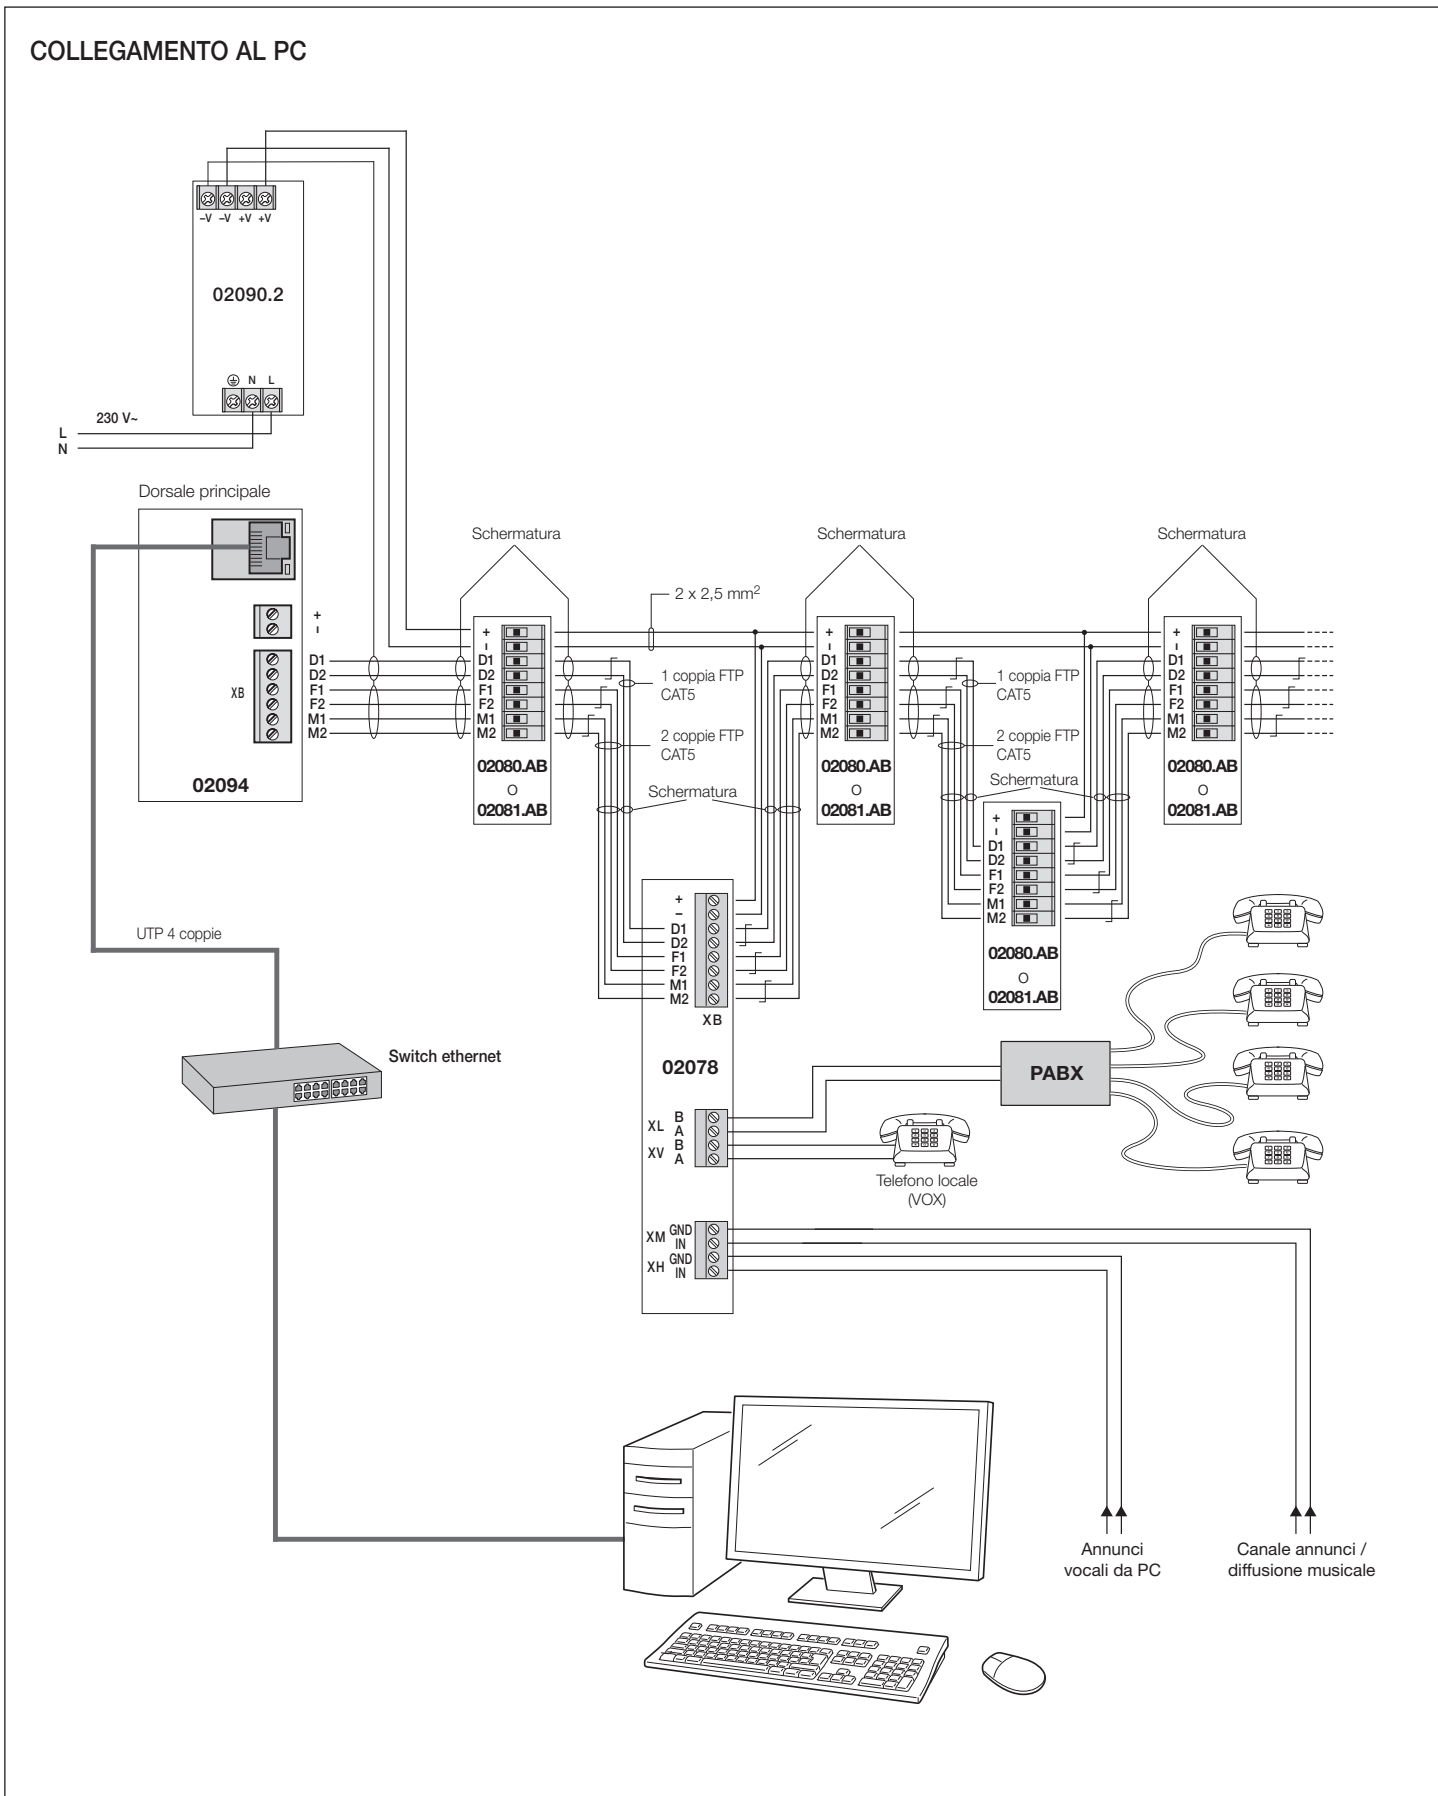 COLLEGAMENTO AL PC
–V –V +V +V
02090.2
N L
230 V~
L
N
Dorsale principale
+
-
D1
D2
F1
F2
M1
M2
XB
02094
Schermatura
Schermatura
Schermatura
2 x 2,5 mm²
+
-
D1
D2
F1
F2
M1
M2
02080.AB
O
02081.AB
1 coppia FTP
CAT5
2 coppie FTP
CAT5
Schermatura
+
-
D1
D2
F1
F2
M1
M2
02080.AB
O
02081.AB
1 coppia FTP
CAT5
2 coppie FTP
CAT5
Schermatura
+
-
D1
D2
F1
F2
M1
M2
02080.AB
O
02081.AB
+
-
D1
D2
F1
F2
M1
M2
02080.AB
O
02081.AB
+
–
D1
D2
F1
F2
M1
M2
XB
02078
UTP 4 coppie
Switch ethernet
PABX
XL B
A
XV B
A
Telefono locale
(VOX)
XM GND
IN
XH GND
IN
Annunci
vocali da PC
Canale annunci /
diffusione musicale